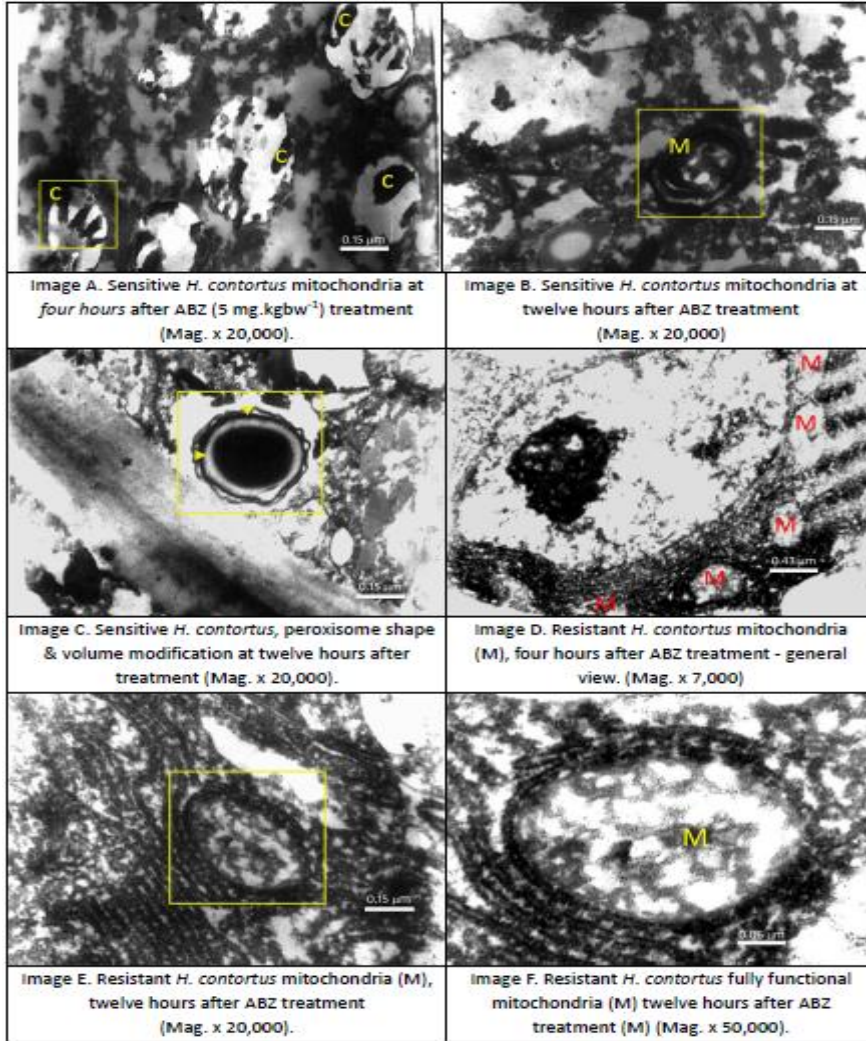 C
C
C
C
0.15 µm
M
0.15 µm
Image A. Sensitive H. contortus mitochondria at
four hours after ABZ (5 mg.kgbw⁻¹) treatment
(Mag. x 20,000).
Image B. Sensitive H. contortus mitochondria at
twelve hours after ABZ treatment
(Mag. x 20,000)
0.15 µm
M
M
M
M
M
0.43 µm
Image C. Sensitive H. contortus, peroxisome shape
& volume modification at twelve hours after
treatment (Mag. x 20,000).
Image D. Resistant H. contortus mitochondria
(M), four hours after ABZ treatment - general
view. (Mag. x 7,000)
0.15 µm
M
0.06 µm
Image E. Resistant H. contortus mitochondria (M),
twelve hours after ABZ treatment
(Mag. x 20,000).
Image F. Resistant H. contortus fully functional
mitochondria (M) twelve hours after ABZ
treatment (M) (Mag. x 50,000).